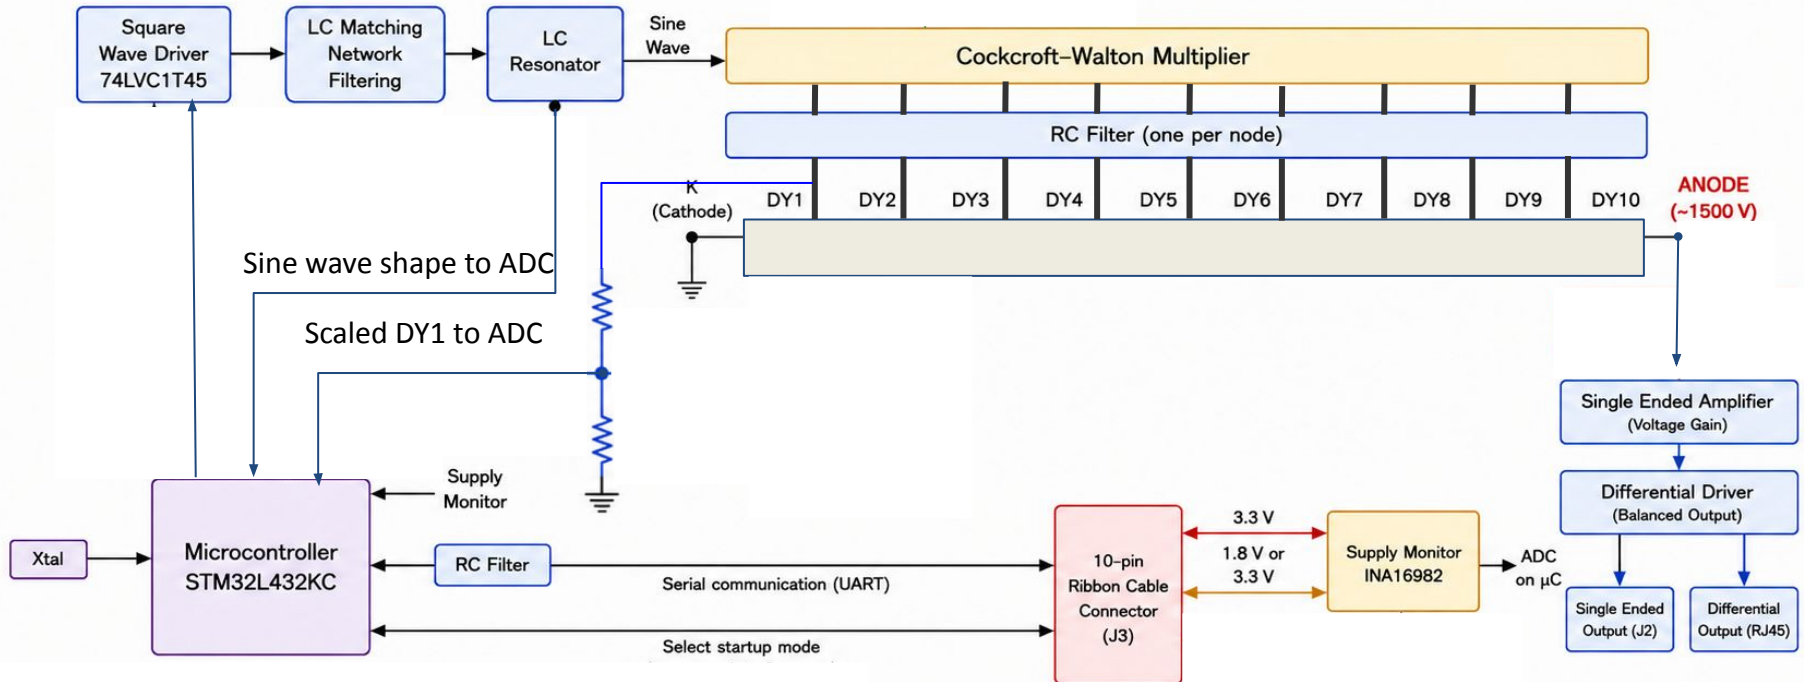 Square
Wave Driver
74LVC1T45
LC Matching
Network
Filtering
LC
Resonator
Sine
Wave
Cockcroft–Walton Multiplier
RC Filter (one per node)
K
(Cathode)
DY1
DY2
DY3
DY4
DY5
DY6
DY7
DY8
DY9
DY10
ANODE
(~1500 V)
Sine wave shape to ADC
Scaled DY1 to ADC
Single Ended Amplifier
(Voltage Gain)
Differential Driver
(Balanced Output)
Single Ended
Output (J2)
Differential
Output (RJ45)
Supply
Monitor
Xtal
Microcontroller
STM32L432KC
RC Filter
Serial communication (UART)
Select startup mode
10-pin
Ribbon Cable
Connector
(J3)
3.3 V
1.8 V or
3.3 V
Supply Monitor
INA16982
ADC
on µC